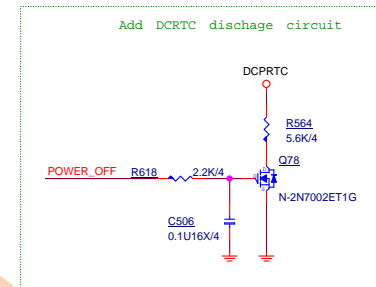 Add DCRTC dischage circuit
DCPRTC
R564
5.6K/4
Q78
POWER_OFF R618 2.2K/4
N-2N7002ET1G
C506
0.1U16X/4